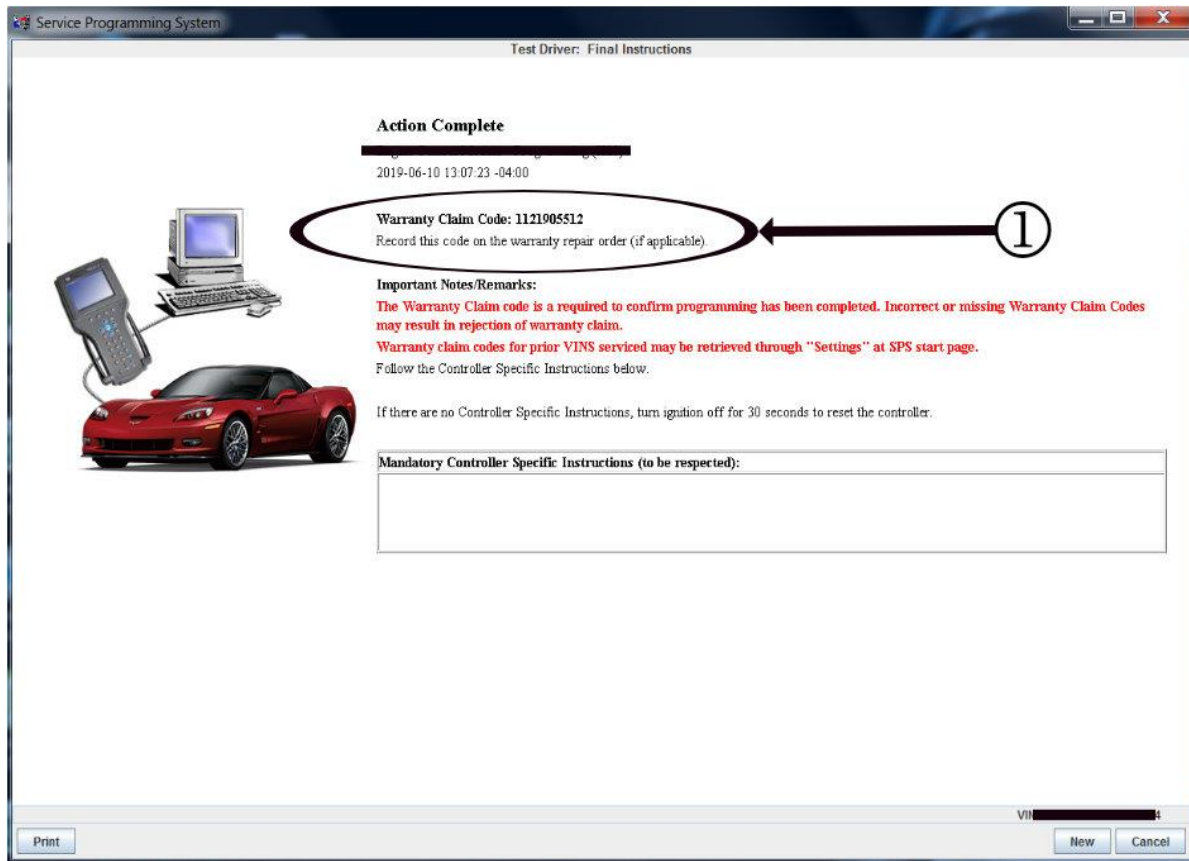 Service Programming System
Test Driver: Final Instructions
Action Complete
2019-06-10 13:07:23 -04:00
Warranty Claim Code: 1121905512
Record this code on the warranty repair order (if applicable).
1
Important Notes/Remarks:
The Warranty Claim code is a required to confirm programming has been completed. Incorrect or missing Warranty Claim Codes
may result in rejection of warranty claim.
Warranty claim codes for prior VINS serviced may be retrieved through "Settings" at SPS start page.
Follow the Controller Specific Instructions below.
If there are no Controller Specific Instructions, turn ignition off for 30 seconds to reset the controller.
Mandatory Controller Specific Instructions (to be respected):
4
Print
New
Cancel